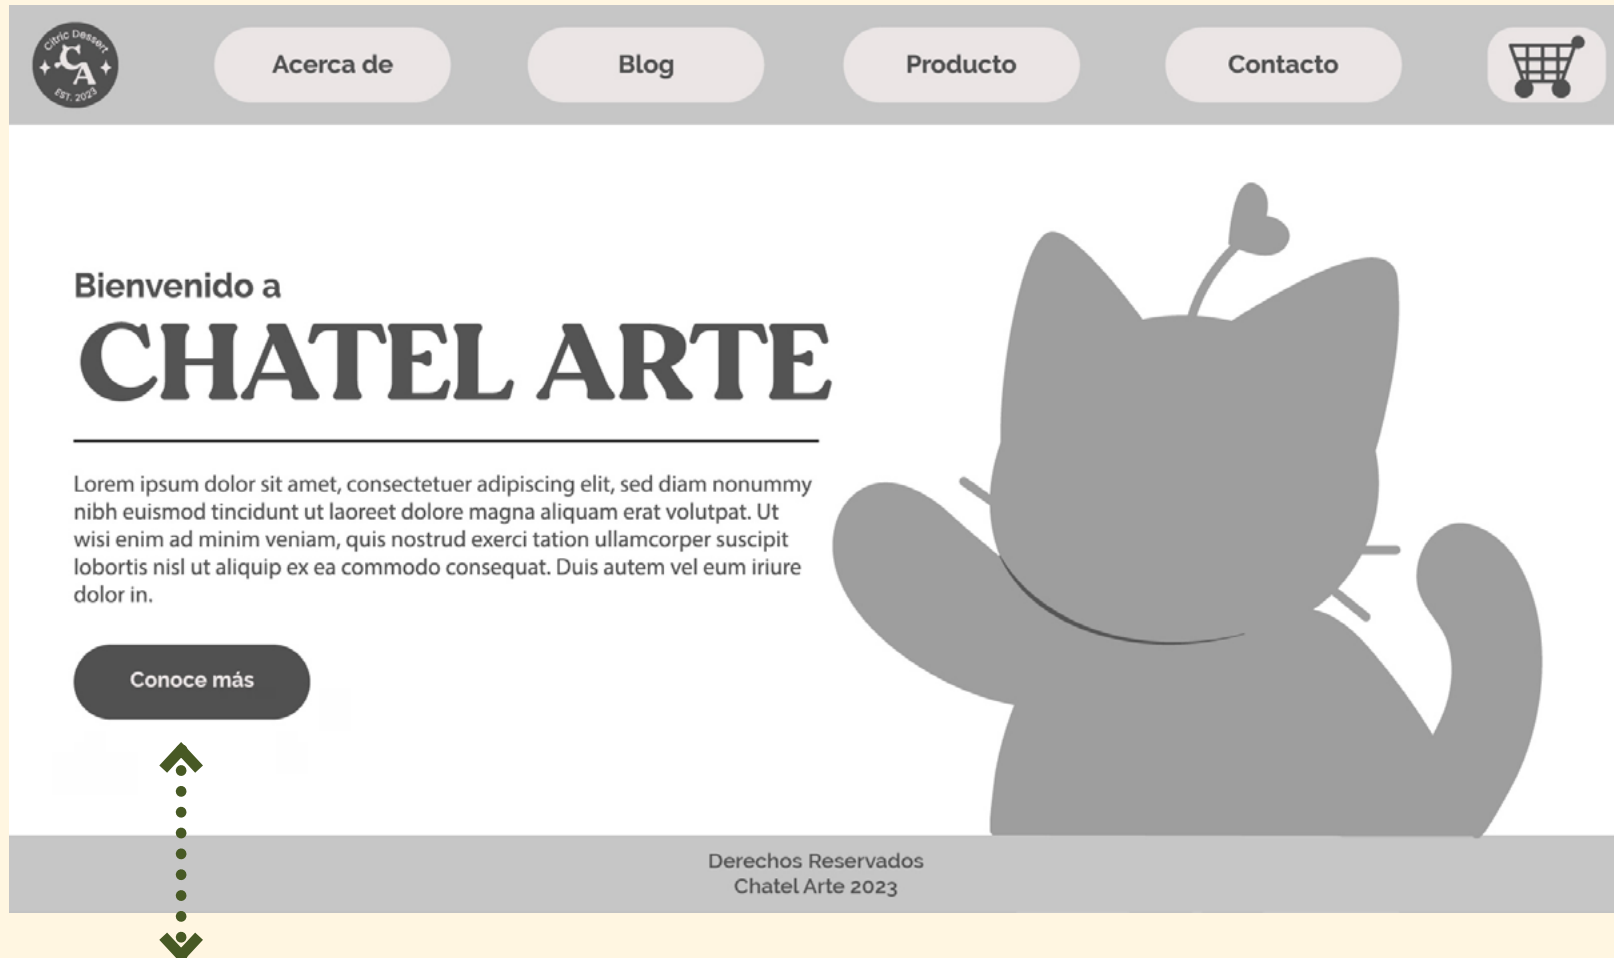 Citric Dessert
CA
EST. 2023
Acerca de
Blog
Producto
Contacto
Bienvenido a
CHATEL ARTE
Lorem ipsum dolor sit amet, consectetuer adipiscing elit, sed diam nonummy
nibh euismod tincidunt ut laoreet dolore magna aliquam erat volutpat. Ut
wisi enim ad minim veniam, quis nostrud exerci tation ullamcorper suscipit
lobortis nisl ut aliquip ex ea commodo consequat. Duis autem vel eum iriure
dolor in.
Conoce más
Derechos Reservados
Chatel Arte 2023